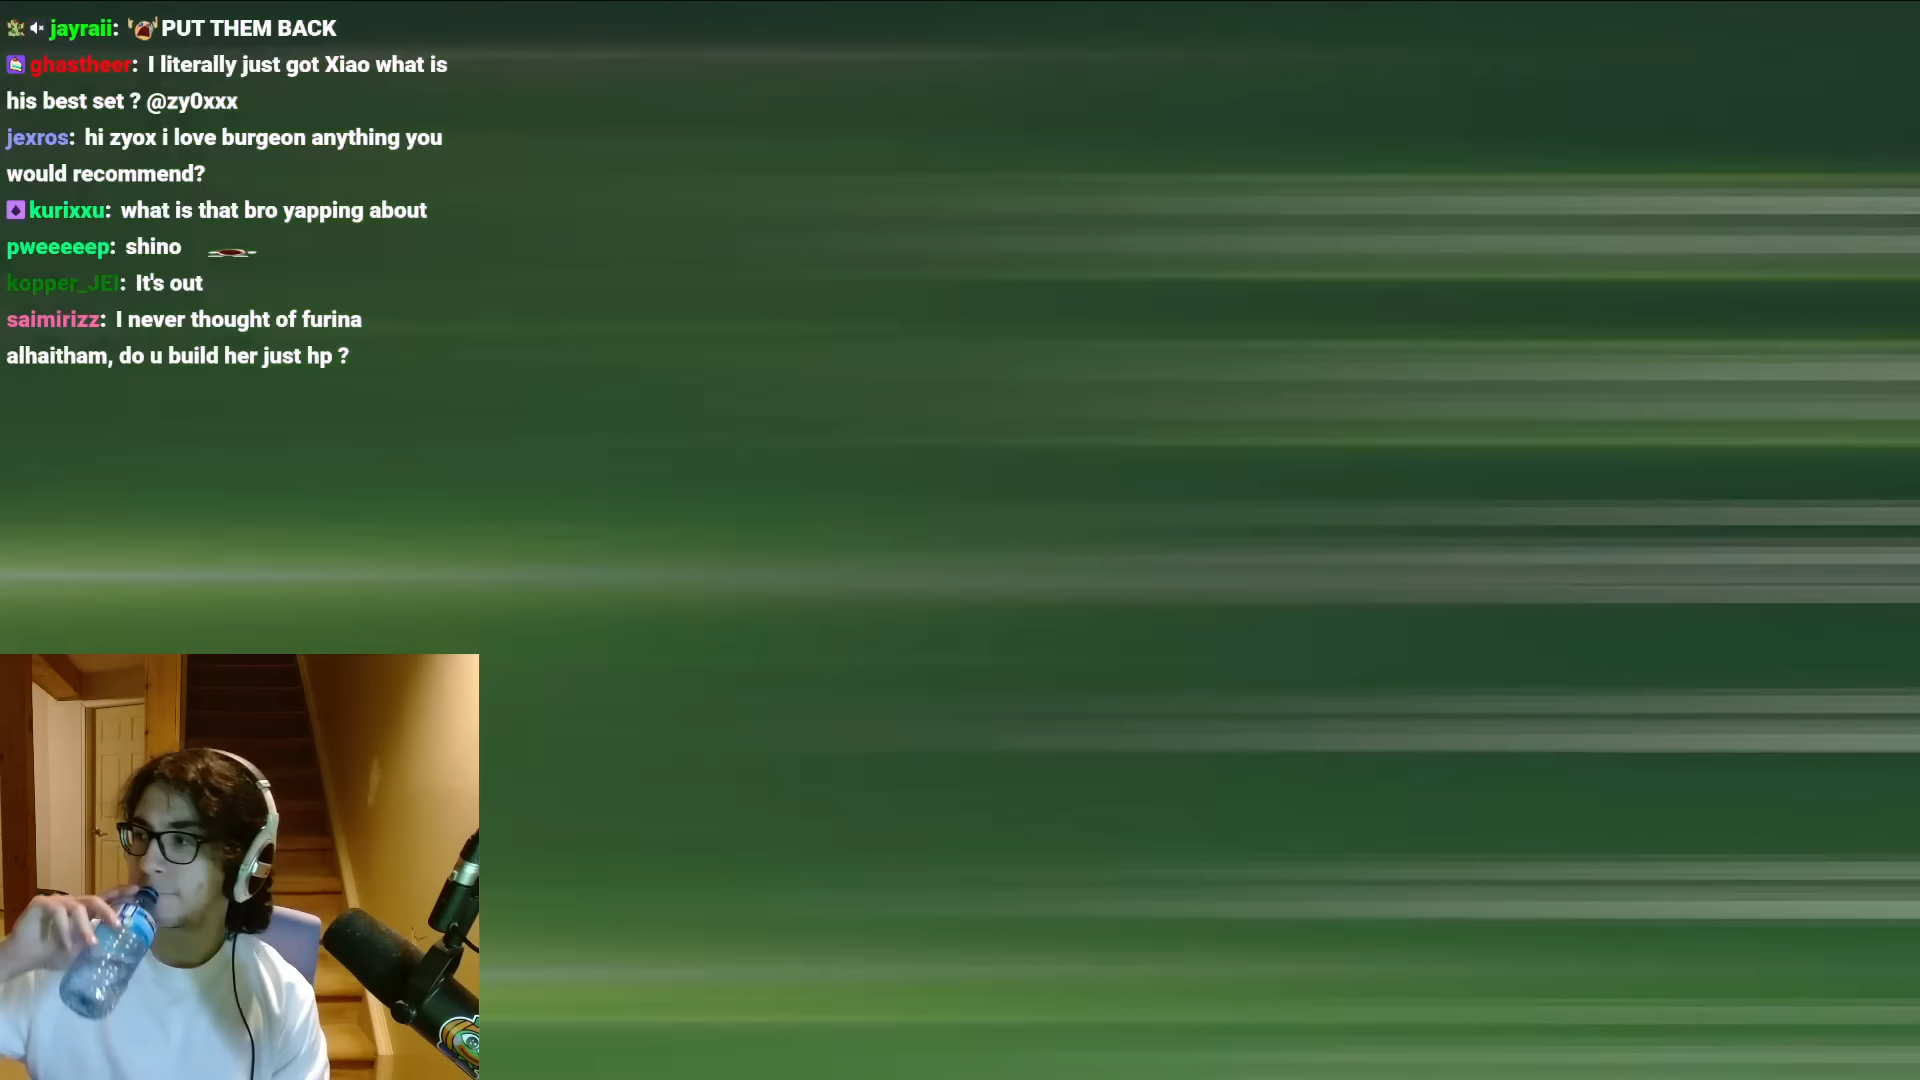 jayraii: PUT THEM BACK
ghastheer: I literally just got Xiao what is
his best set ? @zy0xxx
jexros: hi zyox i love burgeon anything you
would recommend?
kurixxu: what is that bro yapping about
pweeeeep: shino
kopper_JEI: It's out
saimirizz: I never thought of furina
alhaitham, do u build her just hp ?